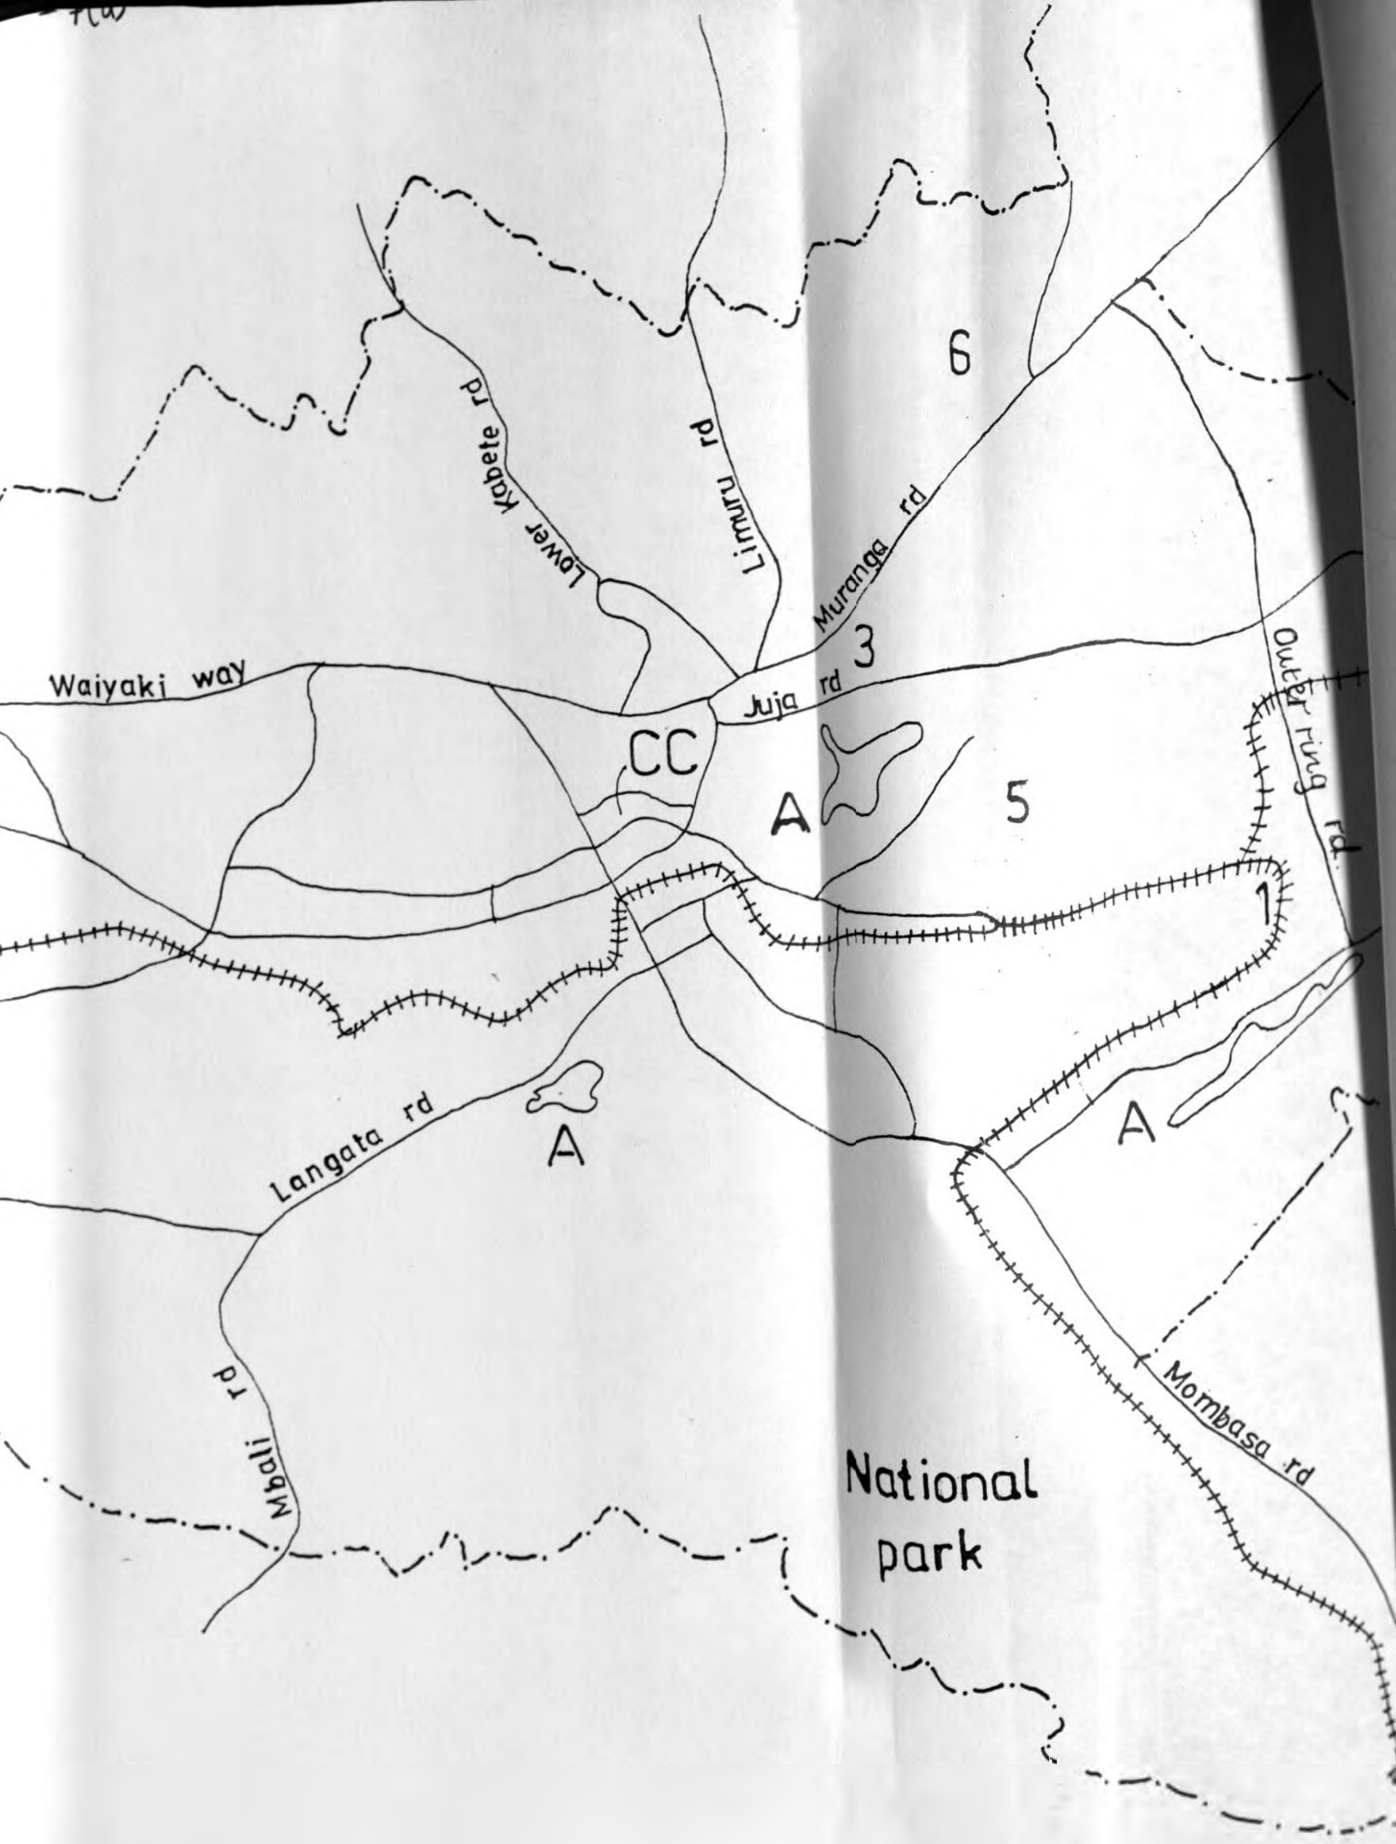 6
Lower Kabete rd
Limuru rd
Muranga rd
3
Waiyaki way
Juja rd
Outer ring rd.
CC
A
5
1
A
A
Langata rd
Mbali rd
Mombasa rd
National
park